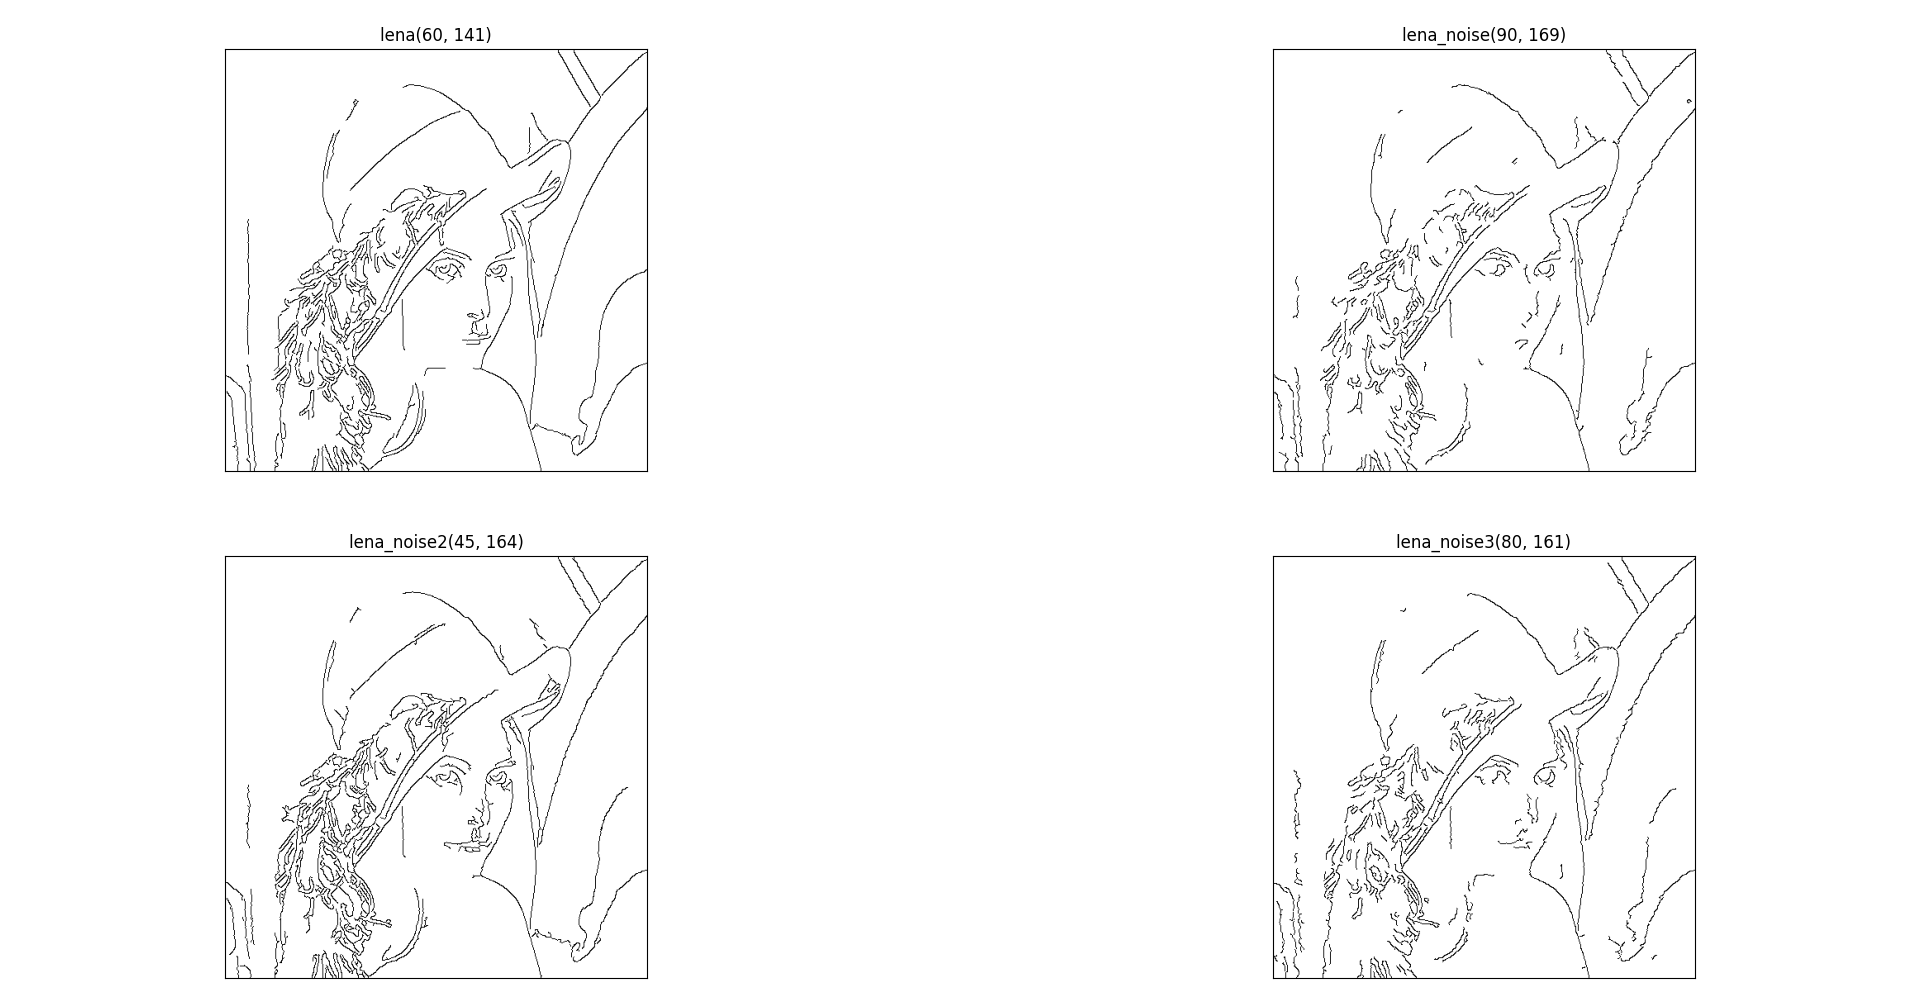 lena(60, 141)
lena_noise(90, 169)
lena_noise2(45, 164)
lena_noise3(80, 161)